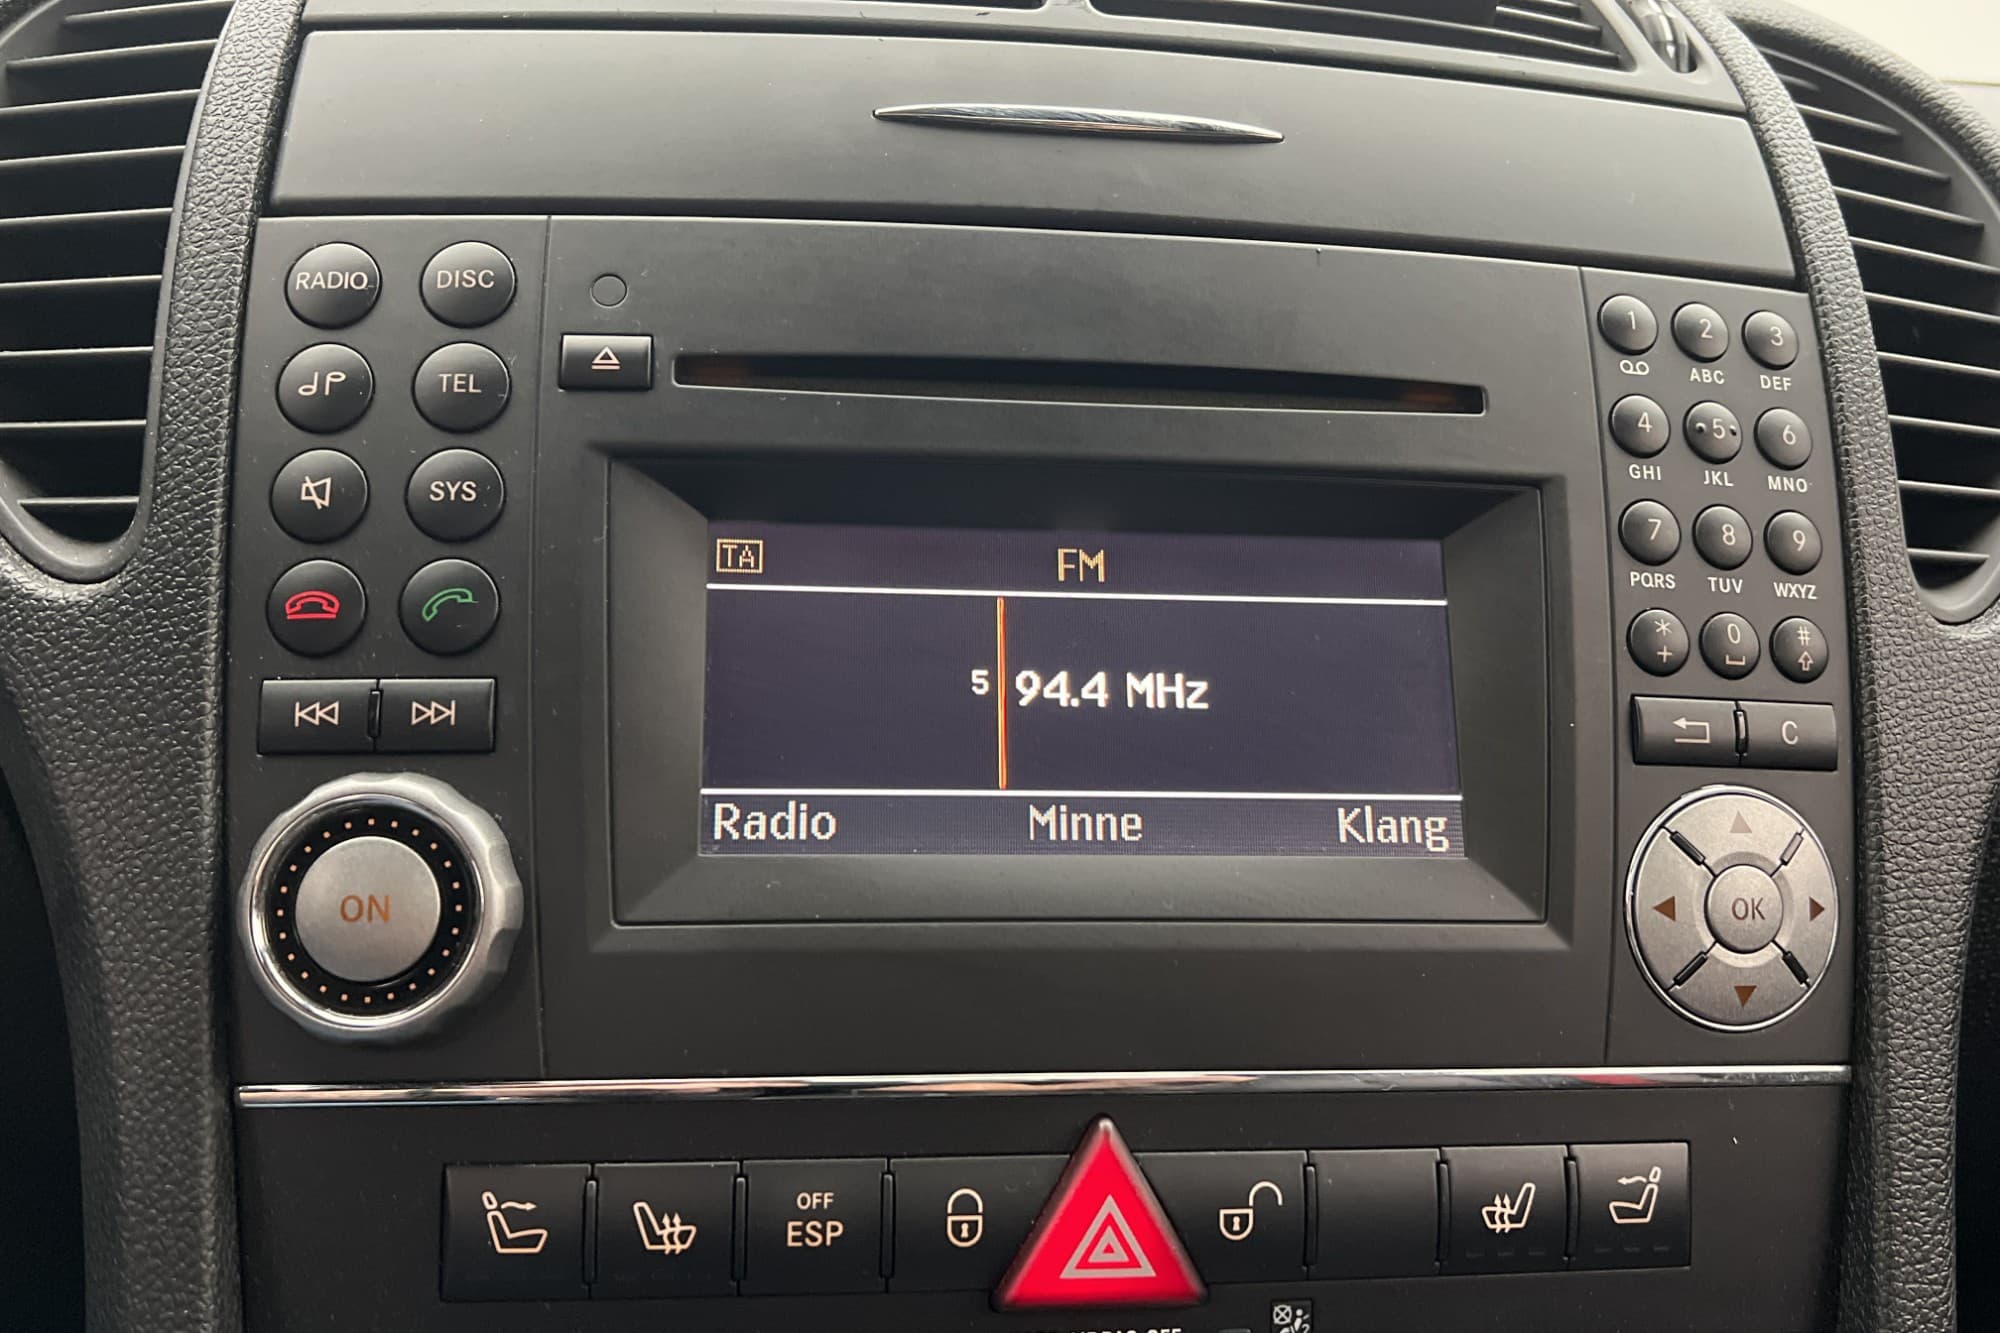 RADIO DISC
TEL
SYS
ON
TA FM
5 94.4 MHz
Radio Minne Klang
1 2 3
ABC DEF
4 5 6
GHI JKL MNO
7 8 9
PQRS TUV WXYZ
* 0 #
+
C
OK
OFF
ESP